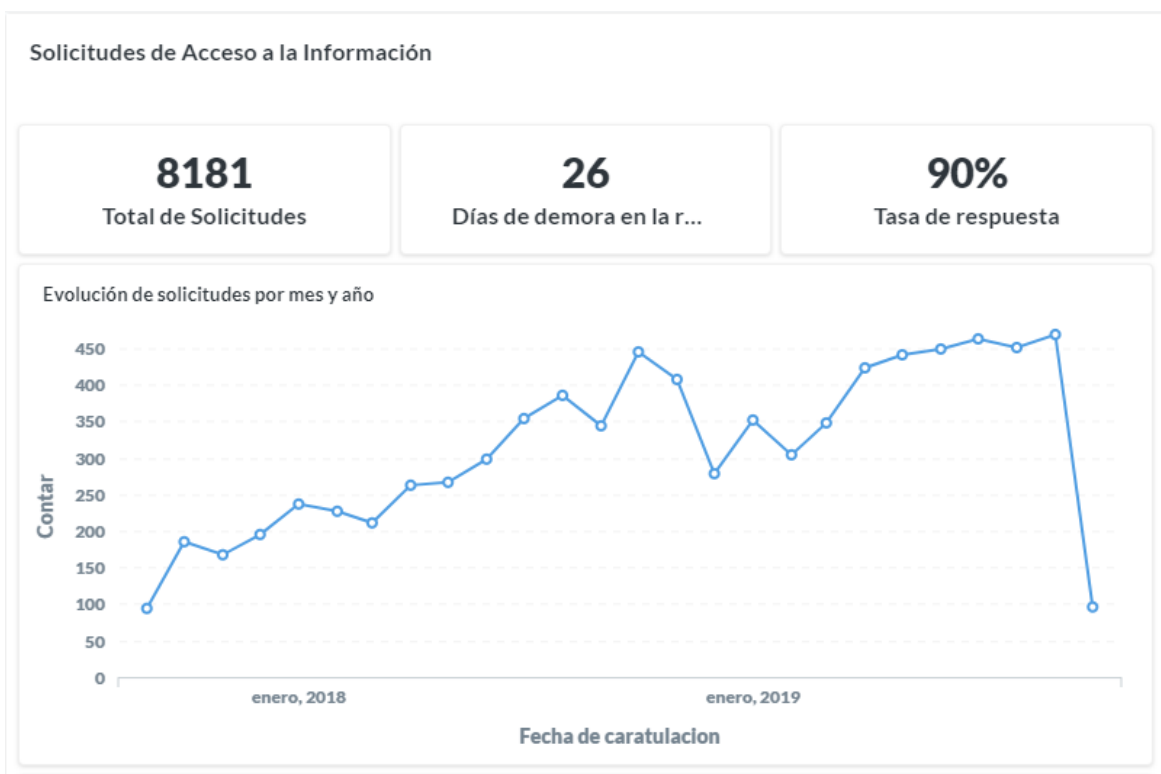 Solicitudes de Acceso a la Información
8181
Total de Solicitudes
26
Días de demora en la r...
90%
Tasa de respuesta
Evolución de solicitudes por mes y año
450
400
350
300
250
200
150
100
50
0
Contar
enero, 2018
enero, 2019
Fecha de caratulacion